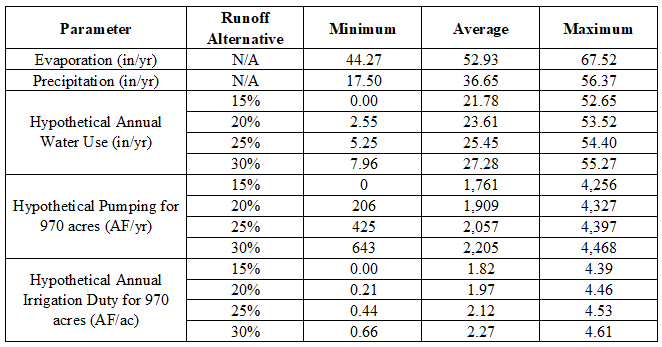 Parameter Runoff Alternative Minimum Average Maximum
Evaporation (in/yr) N/A 44.27 52.93 67.52
Precipitation (in/yr) N/A 17.50 36.65 56.37
Hypothetical Annual Water Use (in/yr)
15% 0.00 21.78 52.65
20% 2.55 23.61 53.52
25% 5.25 25.45 54.40
30% 7.96 27.28 55.27
Hypothetical Pumping for 970 acres (AF/yr)
15% 0 1,761 4,256
20% 206 1,909 4,327
25% 425 2,057 4,397
30% 643 2,205 4,468
Hypothetical Annual Irrigation Duty for 970 acres (AF/ac)
15% 0.00 1.82 4.39
20% 0.21 1.97 4.46
25% 0.44 2.12 4.53
30% 0.66 2.27 4.61